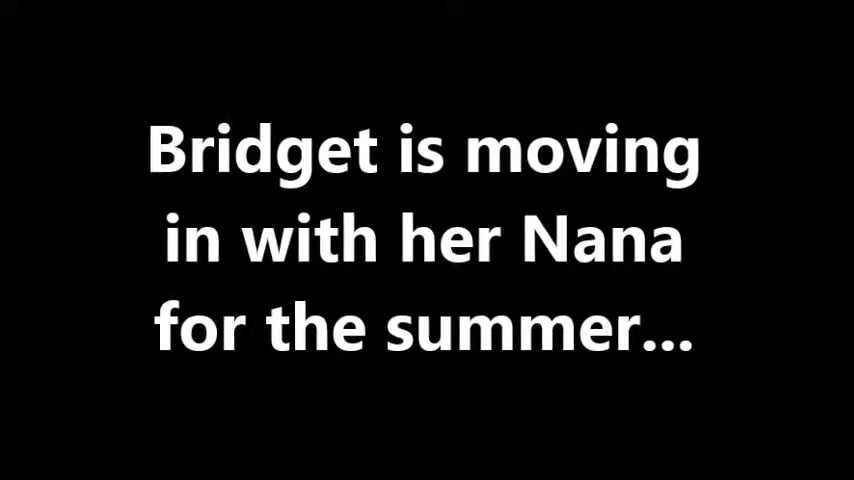 Bridget is moving
in with her Nana
for the summer...